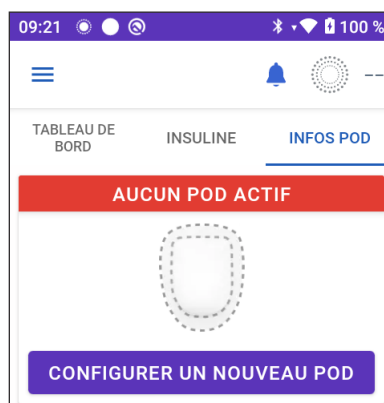 09:21 100 %
--
TABLEAU DE
BORD
INSULINE
INFOS POD
AUCUN POD ACTIF
CONFIGURER UN NOUVEAU POD